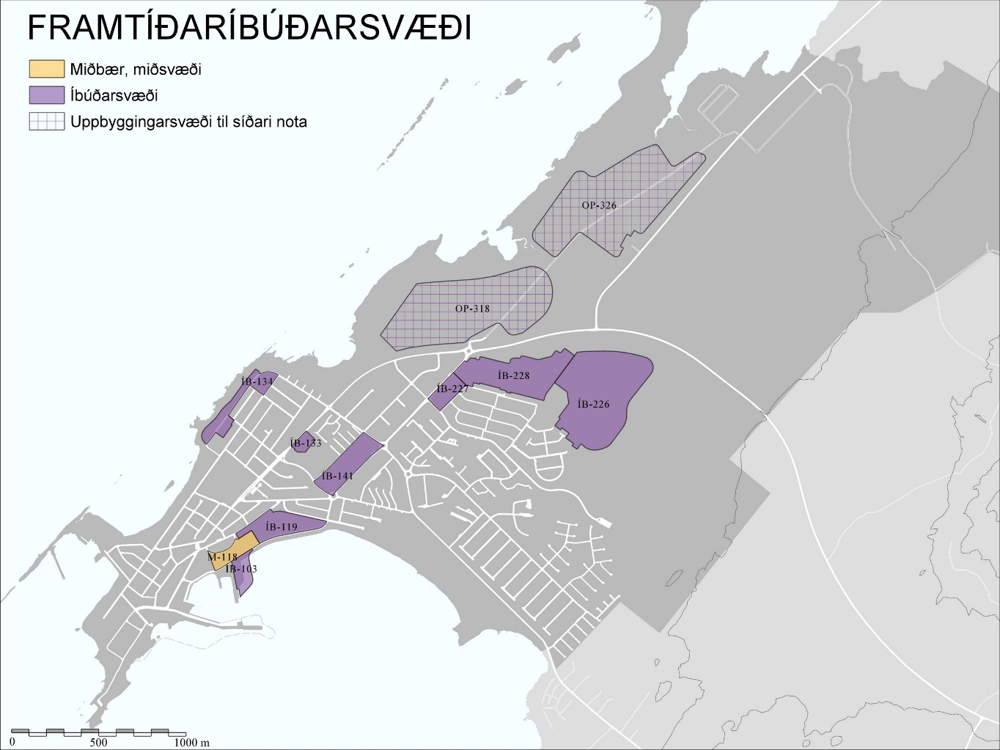 FRAMTÍÐARÍBÚÐARSVÆÐI
Miðbær, miðsvæði
Íbúðarsvæði
Uppbyggingarsvæði til síðari nota
OP-326
OP-318
ÍB-134
ÍB-228
ÍB-227
ÍB-226
ÍB-133
ÍB-141
ÍB-119
M-118
ÍB-103
0 500 1000 m